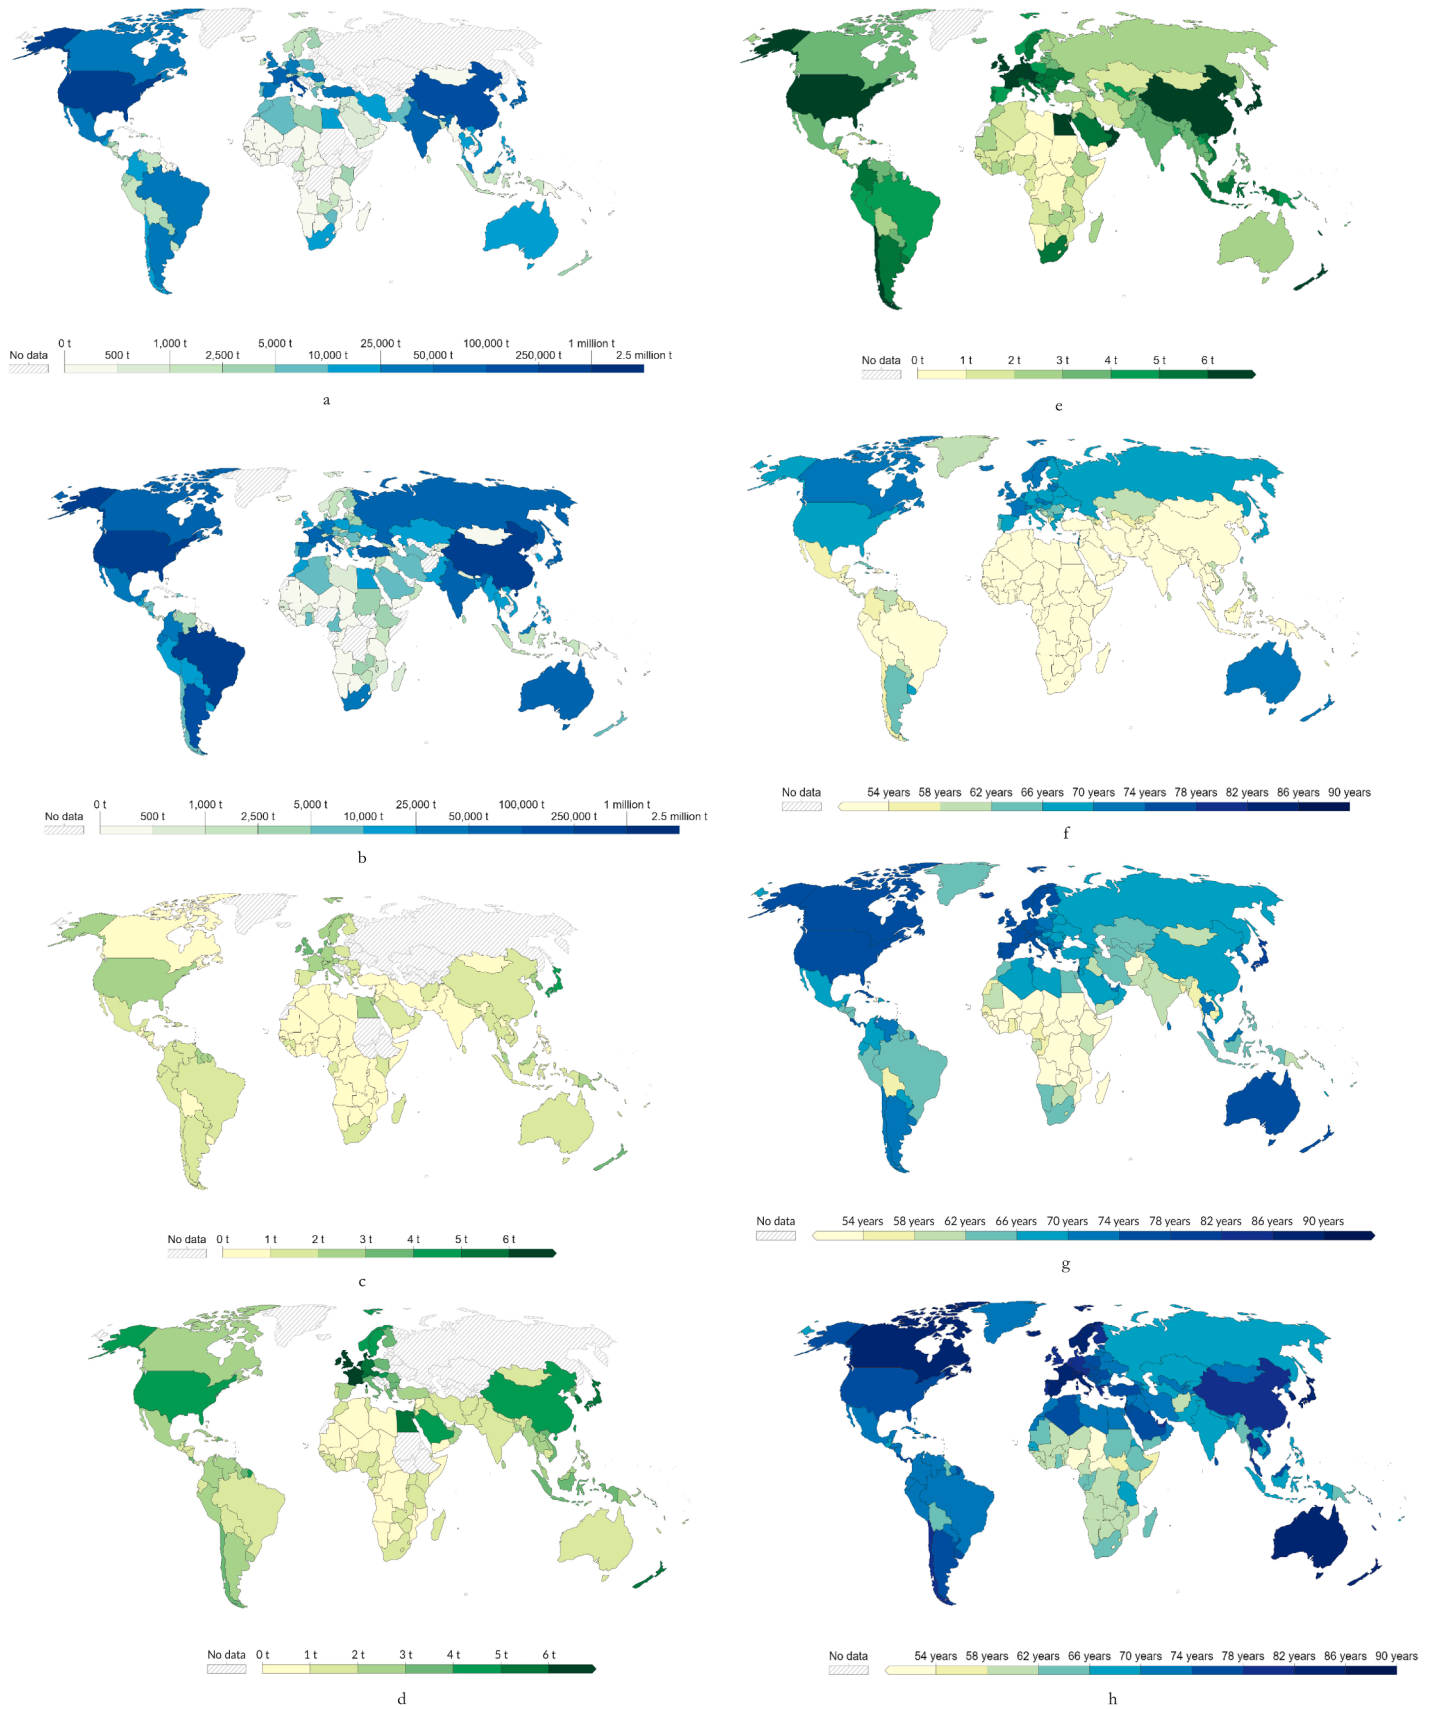 No data
0 t 1,000 t 5,000 t 25,000 t 100,000 t 1 million t
500 t 2,500 t 10,000 t 50,000 t 250,000 t 2.5 million t
a
No data 0 t 1 t 2 t 3 t 4 t 5 t 6 t
e
No data
0 t 1,000 t 5,000 t 25,000 t 100,000 t 1 million t
500 t 2,500 t 10,000 t 50,000 t 250,000 t 2.5 million t
b
No data 54 years 58 years 62 years 66 years 70 years 74 years 78 years 82 years 86 years 90 years
f
No data 0 t 1 t 2 t 3 t 4 t 5 t 6 t
c
No data 54 years 58 years 62 years 66 years 70 years 74 years 78 years 82 years 86 years 90 years
g
No data 0 t 1 t 2 t 3 t 4 t 5 t 6 t
d
No data 54 years 58 years 62 years 66 years 70 years 74 years 78 years 82 years 86 years 90 years
h